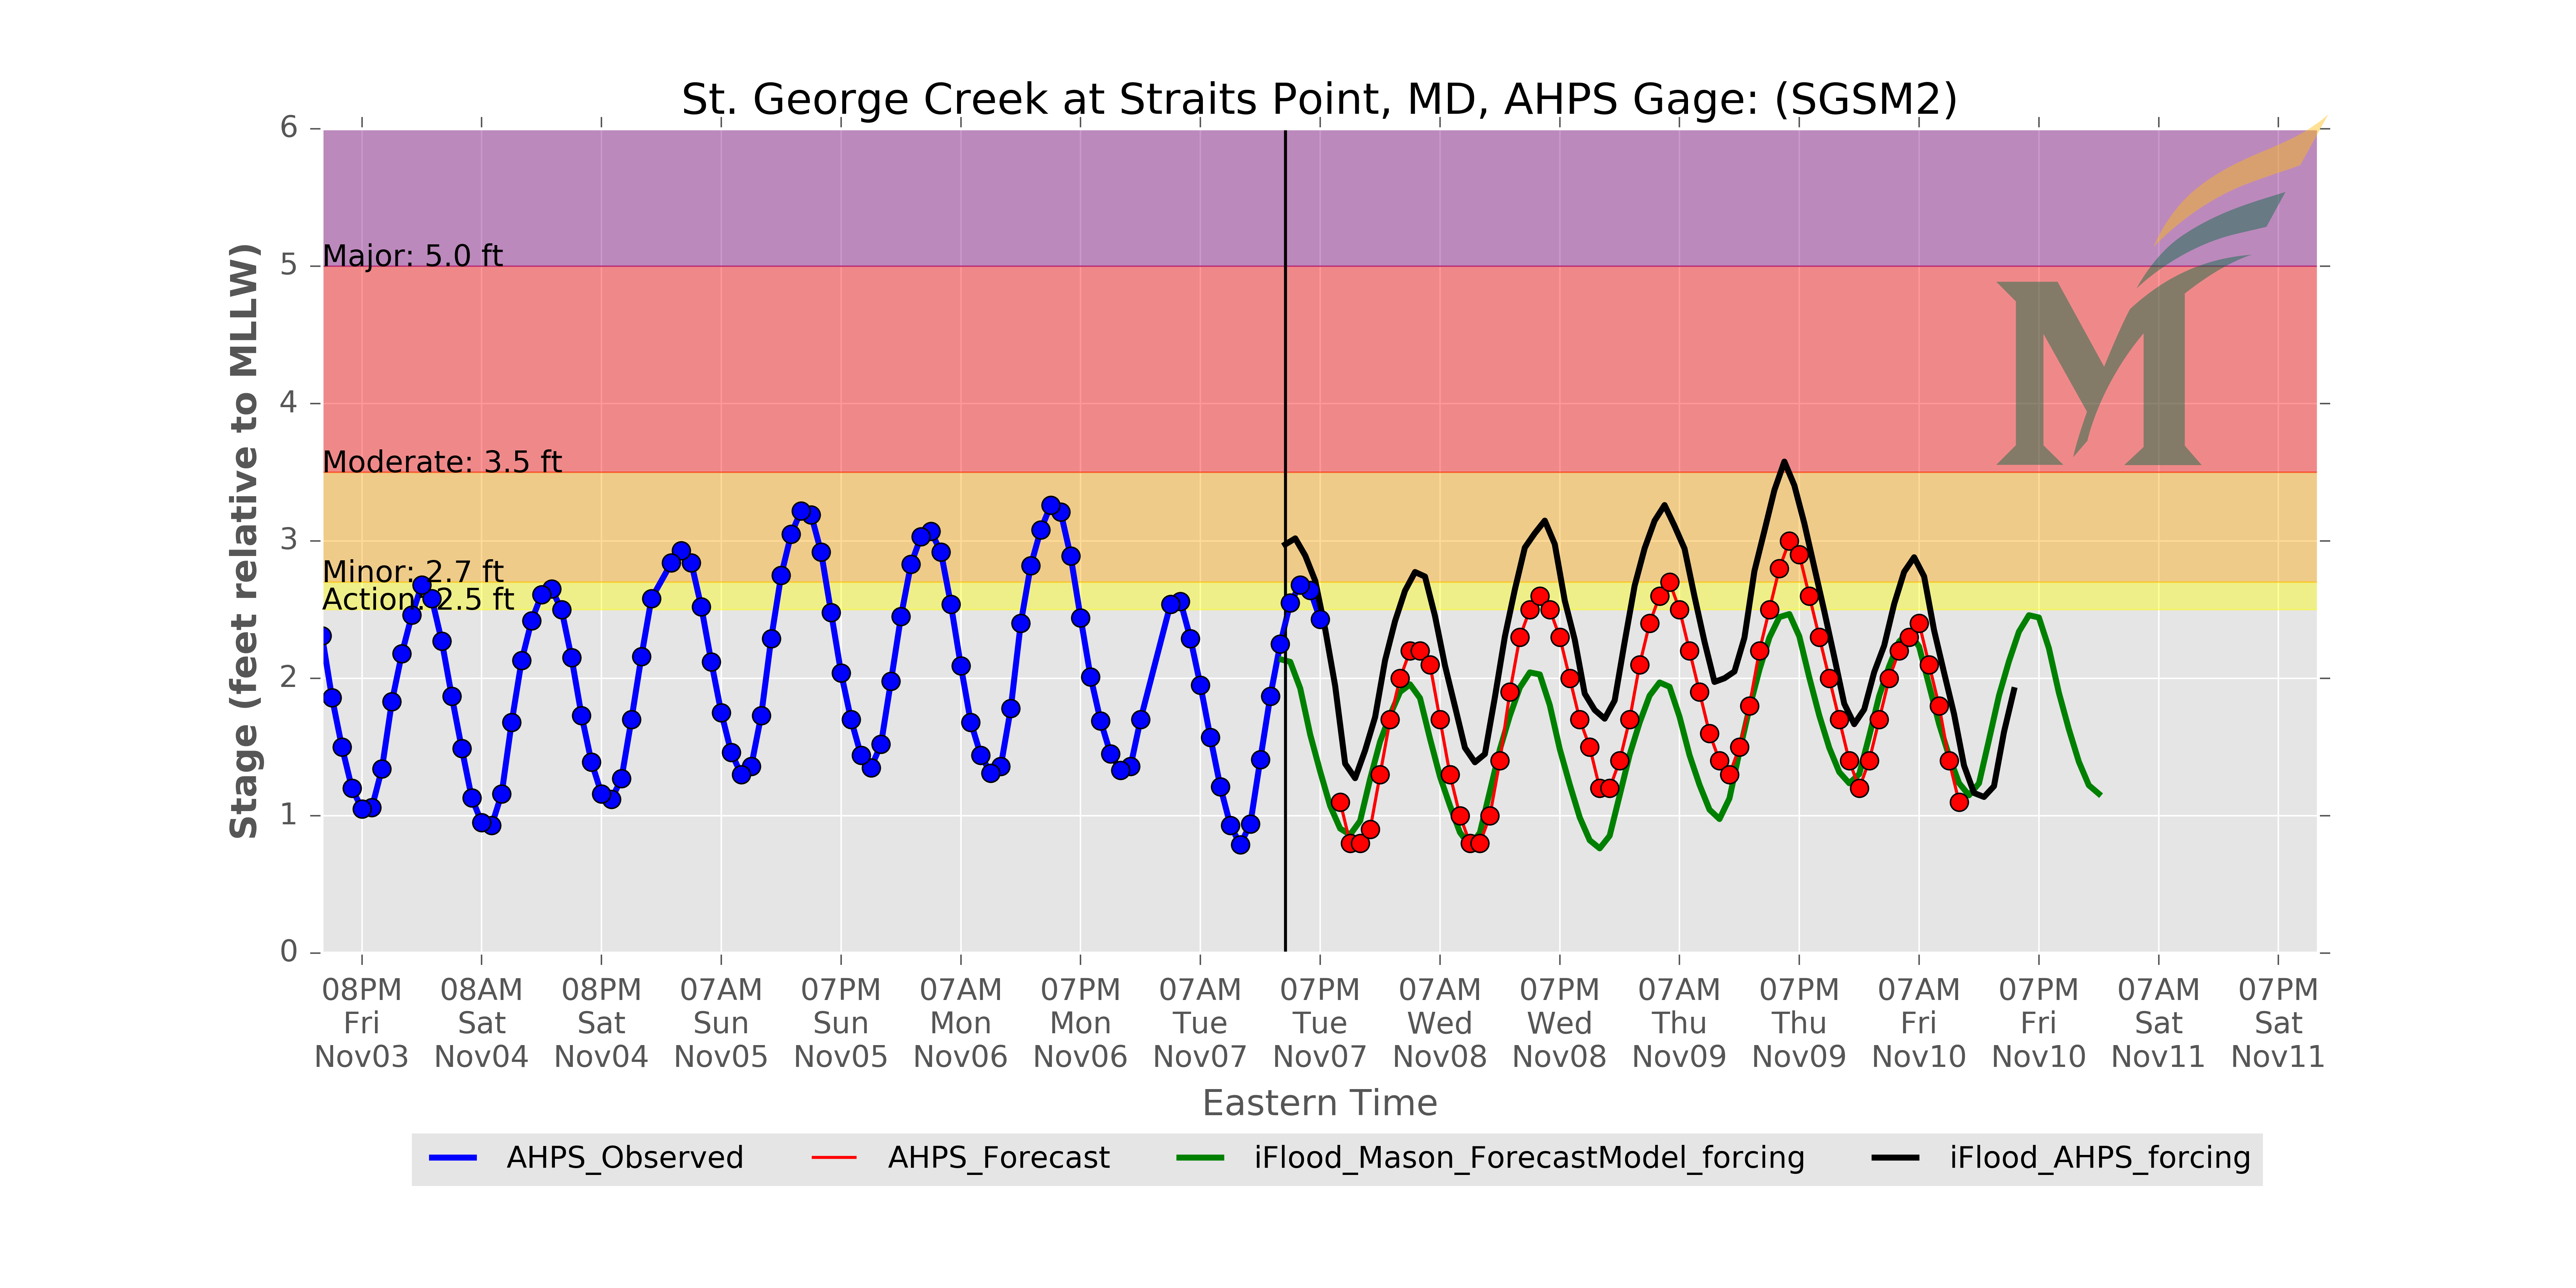 St. George Creek at Straits Point, MD, AHPS Gage: (SGSM2)
Stage (feet relative to MLLW)
6
5
4
3
2
1
0
Major: 5.0 ft
Moderate: 3.5 ft
Minor: 2.7 ft
Action: 2.5 ft
08PM 08AM 08PM 07AM 07PM 07AM 07PM 07AM 07PM 07AM 07PM 07AM 07PM 07AM 07PM 07AM 07PM
Fri Sat Sat Sun Sun Mon Mon Tue Tue Wed Wed Thu Thu Fri Fri Sat Sat
Nov03 Nov04 Nov04 Nov05 Nov05 Nov06 Nov06 Nov07 Nov07 Nov08 Nov08 Nov09 Nov09 Nov10 Nov10 Nov11 Nov11
Eastern Time
AHPS_Observed AHPS_Forecast iFlood_Mason_ForecastModel_forcing iFlood_AHPS_forcing
M